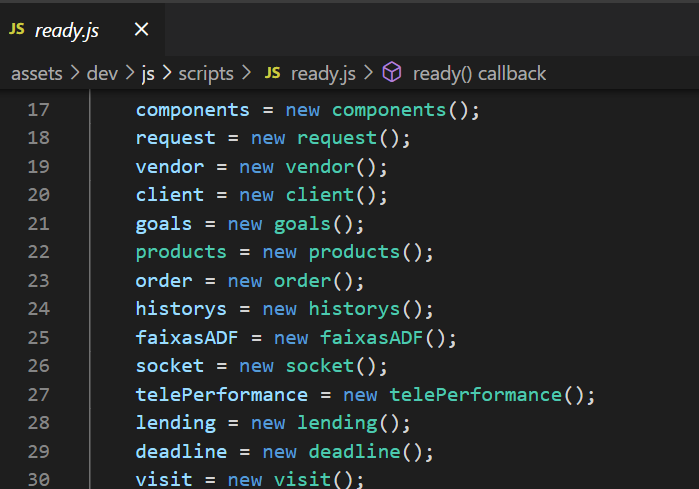 JS ready.js ×
assets > dev > js > scripts > JS ready.js > ready() callback
17 components = new components();
18 request = new request();
19 vendor = new vendor();
20 client = new client();
21 goals = new goals();
22 products = new products();
23 order = new order();
24 historys = new historys();
25 faixasADF = new faixasADF();
26 socket = new socket();
27 telePerformance = new telePerformance();
28 lending = new lending();
29 deadline = new deadline();
30 visit = new visit();